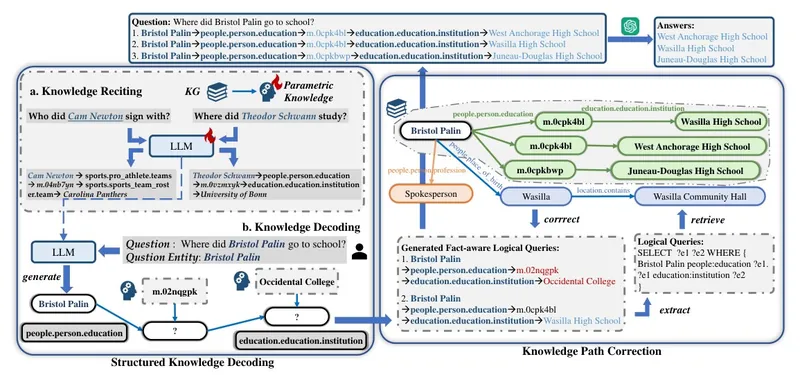 Question: Where did Bristol Palin go to school?
1. Bristol Palin→people.person.education→m.0cpk4bl→education.education.institution→West Anchorage High School
2. Bristol Palin→people.person.education→m.0cpk4bl→education.education.institution→Wasilla High School
3. Bristol Palin→people.person.education→m.0cpkbwp→education.education.institution→Juneau-Douglas High School
Answers:
West Anchorage High School
Wasilla High School
Juneau-Douglas High School
a. Knowledge Reciting
KG
Parametric
Knowledge
Who did Cam Newton sign with?
Where did Theodor Schwann study?
LLM
Cam Newton → sports.pro_athlete.teams
→ m.04nb7yn → sports.sports_team_rost
er.team→ Carolina Panthers
Theodor Schwann→people.person.education
→m.0vzmxyk→education.education.institution
→University of Bonn
b. Knowledge Decoding
LLM
Question : Where did Bristol Palin go to school?
Qustion Entity: Bristol Palin
generate
Bristol Palin
people.person.education
m.02nqgpk
?
Occidental College
?
education.education.institution
Structured Knowledge Decoding
people.person.education
education.education.institution
Bristol Palin
m.0cpk4bl
Wasilla High School
m.0cpk4bl
West Anchorage High School
m.0cpkbwp
Juneau-Douglas High School
people.person.profession
people.place_of_birth
Spokesperson
Wasilla
location.contains
Wasilla Community Hall
corrrect
retrieve
Generated Fact-aware Logical Queries:
1. Bristol Palin
→people.person.education→m.02nqgpk
→education.education.institution→Occidental College
2. Bristol Palin
→people.person.education→m.0cpk4bl
→education.education.institution→Wasilla High School
Logical Queries:
SELECT ?e1 ?e2 WHERE {
Bristol Palin people:education ?e1.
?e1 education:institution ?e2
}
extract
Knowledge Path Correction